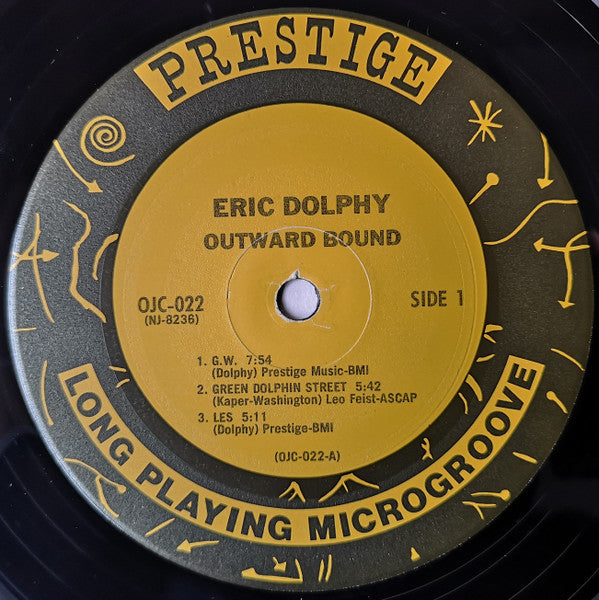 PRESTIGE
ERIC DOLPHY
OUTWARD BOUND
OJC-022
(NJ-8236)
SIDE 1
1. G.W. 7:54
(Dolphy) Prestige Music-BMI
2. GREEN DOLPHIN STREET 5:42
(Kaper-Washington) Leo Feist-ASCAP
3. LES 5:11
(Dolphy) Prestige-BMI
(OJC-022-A)
LONG PLAYING MICROGROOVE